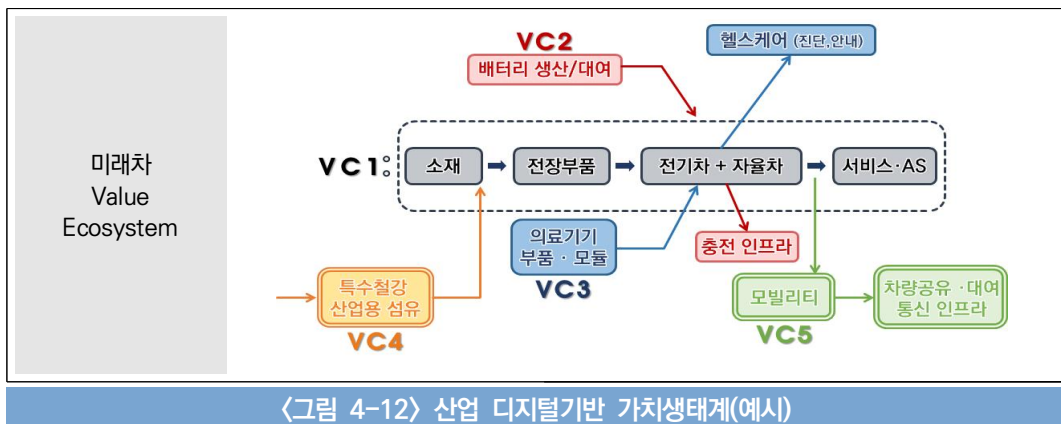 미래차
Value
Ecosystem
VC2
배터리 생산/대여
헬스케어 (진단,안내)
VC1:
소재
전장부품
전기차 + 자율차
서비스·AS
의료기기
부품 · 모듈
VC3
충전 인프라
특수철강
산업용 섬유
VC4
모빌리티
VC5
차량공유 ·대여
통신 인프라
〈그림 4-12〉 산업 디지털기반 가치생태계(예시)